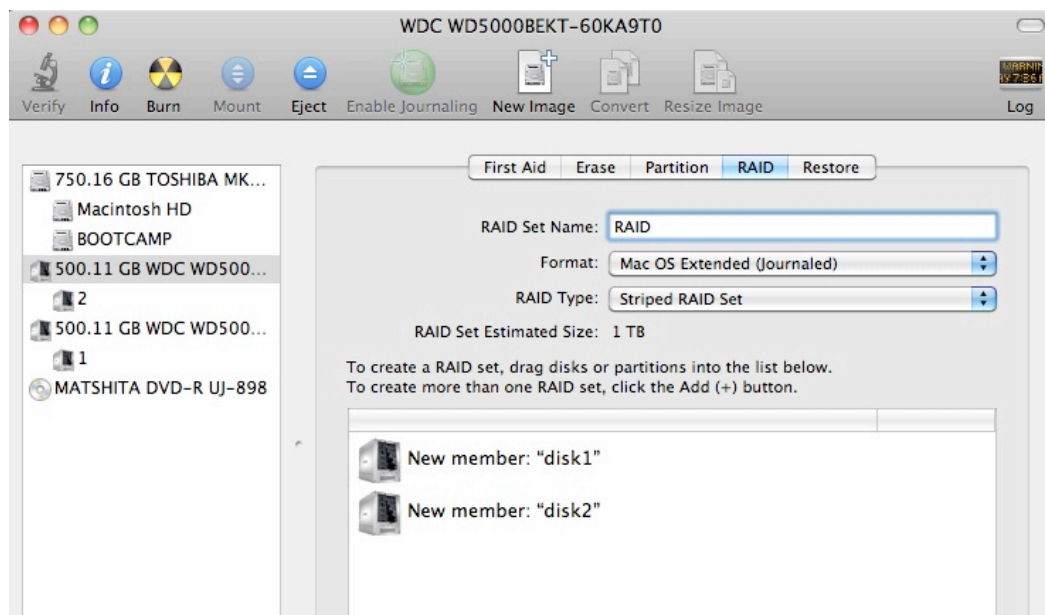 WDC WD5000BEKT-60KA9T0
Verify Info Burn Mount Eject Enable Journaling New Image Convert Resize Image Log
First Aid Erase Partition RAID Restore
750.16 GB TOSHIBA MK...
Macintosh HD
BOOTCAMP
500.11 GB WDC WD500...
2
500.11 GB WDC WD500...
1
MATSHITA DVD-R UJ-898
RAID Set Name: RAID
Format: Mac OS Extended (Journaled)
RAID Type: Striped RAID Set
RAID Set Estimated Size: 1 TB
To create a RAID set, drag disks or partitions into the list below.
To create more than one RAID set, click the Add (+) button.
New member: “disk1”
New member: “disk2”